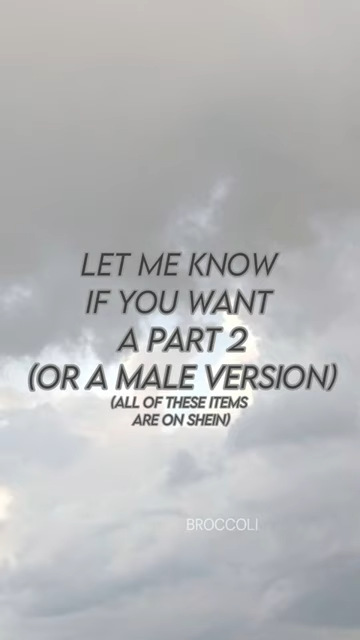 LET ME KNOW
IF YOU WANT
A PART 2
(OR A MALE VERSION)
(ALL OF THESE ITEMS
ARE ON SHEIN)
BROCCOLI